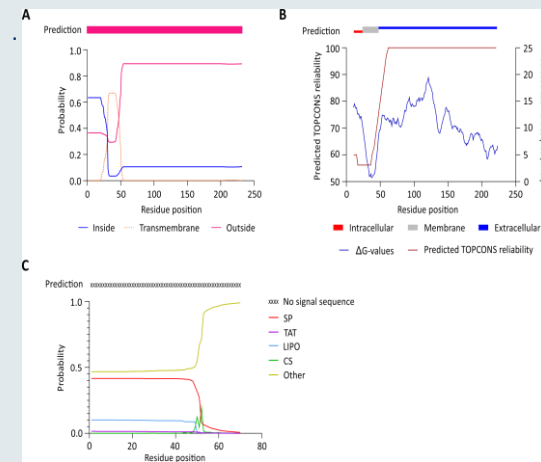 A
Prediction
1.0
0.8
0.6
0.4
0.2
0.0
Probability
0 50 100 150 200 250
Residue position
Inside Transmembrane Outside
B
Prediction
100
90
80
70
60
50
Predicted TOPCONS reliability
25
20
15
10
5
0
0 50 100 150 200 250
Residue position
Intracellular Membrane Extracellular
ΔG-values Predicted TOPCONS reliability
C
Prediction xxxxxxxxxxxxxxxxxxxxxxxxxxxxxxxx
1.0
0.5
0.0
Probability
0 20 40 60 80
Residue position
xxxx No signal sequence
SP
TAT
LIPO
CS
Other